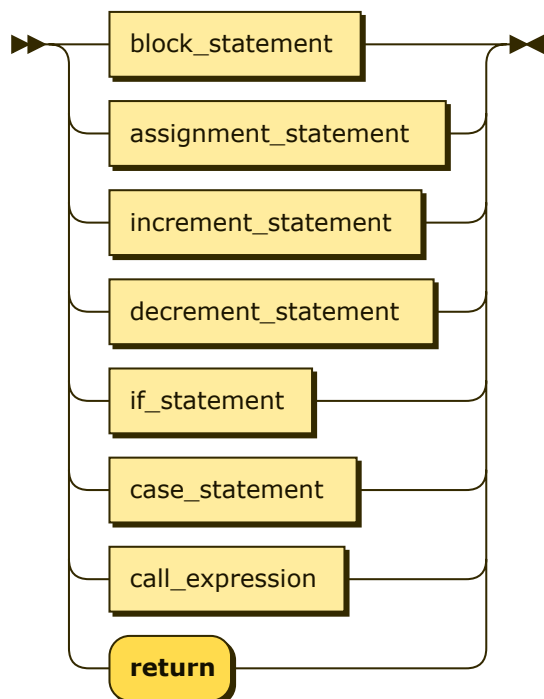 block_statement
assignment_statement
increment_statement
decrement_statement
if_statement
case_statement
call_expression
return